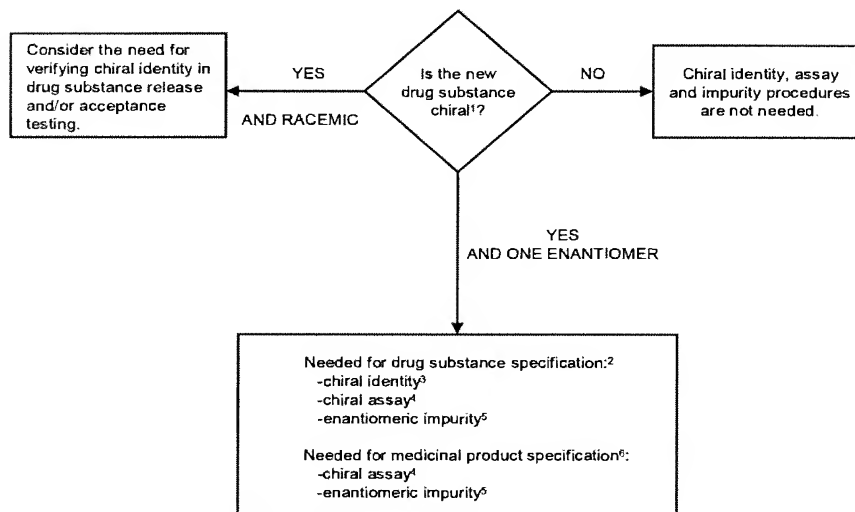 Consider the need for
verifying chiral identity in
drug substance release
and/or acceptance
testing.
YES
AND RACEMIC
Is the new
drug substance
chiral¹?
NO
Chiral identity, assay
and impurity procedures
are not needed.
YES
AND ONE ENANTIOMER
Needed for drug substance specification:²
-chiral identity³
-chiral assay⁴
-enantiomeric impurity⁵
Needed for medicinal product specification⁶:
-chiral assay⁴
-enantiomeric impurity⁵